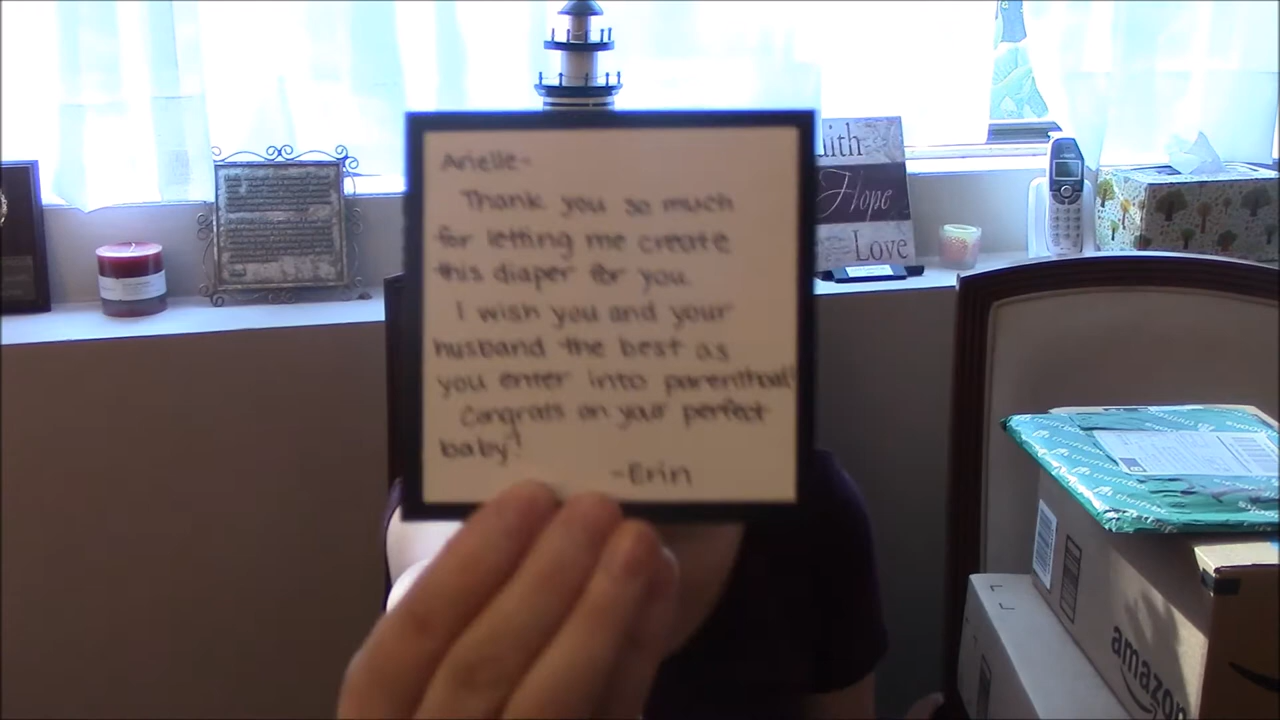 Arielle-
Thank you so much
for letting me create
this diaper for you.
I wish you and your
husband the best as
you enter into parenthood!
Congrats on your perfect
baby!
-Erin
aith
Hope
Love
amazon